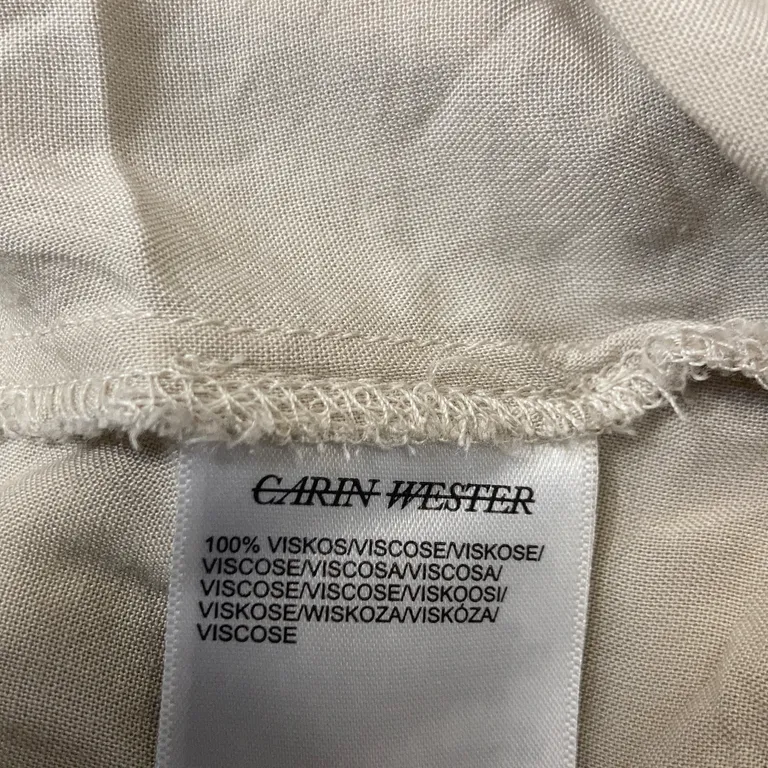 CARIN WESTER
100% VISKOS/VISCOSE/VISKOSE/
VISCOSE/VISCOSA/VISCOSA/
VISCOSE/VISCOSE/VISKOOSI/
VISKOSE/WISKOZA/VISKÓZA/
VISCOSE